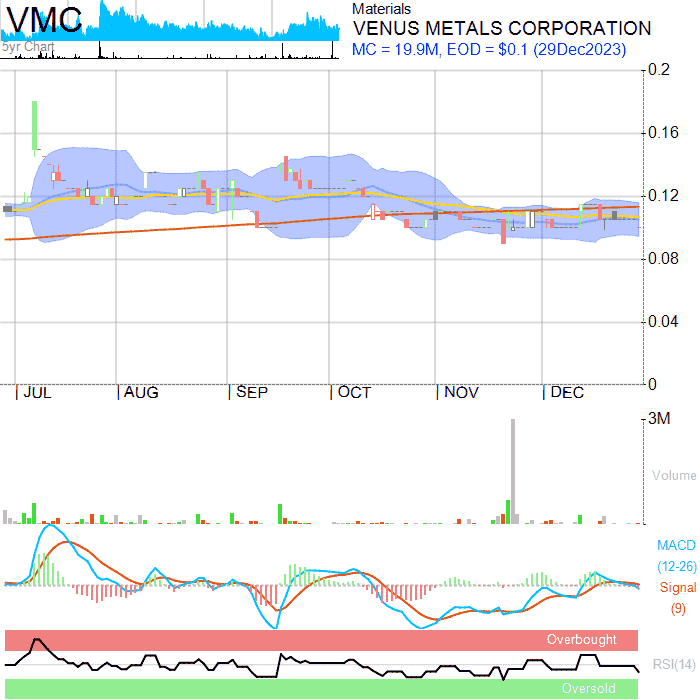 VMC
5yr Chart
Materials
VENUS METALS CORPORATION
MC = 19.9M, EOD = $0.1 (29Dec2023)
0.2
0.16
0.12
0.08
0.04
0
| JUL | AUG | SEP | OCT | NOV | DEC
3M
Volume
MACD
(12-26)
Signal
(9)
Overbought
RSI(14)
Oversold